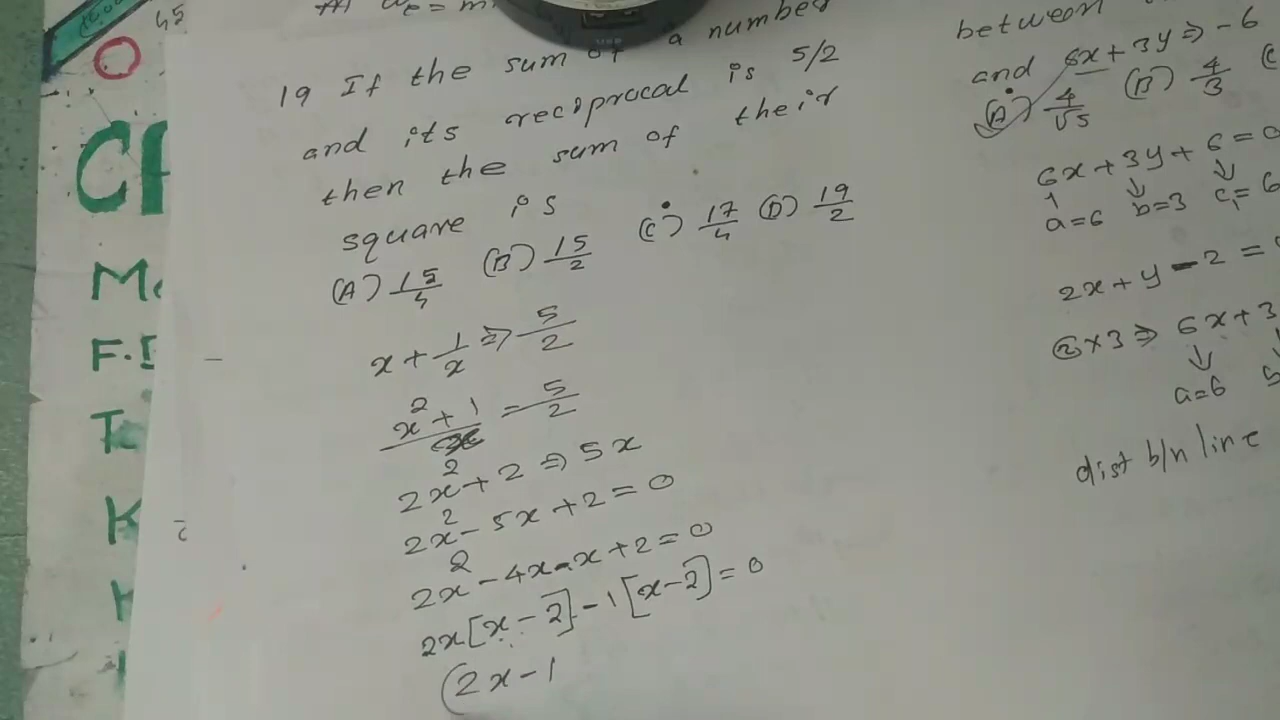 45
19 If the sum of a number
and its reciprocal is 5/2
then the sum of their
square is
(A) 15/4 (B) 15/2 (C) 17/4 (D) 19/2
x + 1/x ⇒ 5/2
x² + 1/x = 5/2
2x² + 2 ⇒ 5x
2x² - 5x + 2 = 0
2x² - 4x - x + 2 = 0
2x[x - 2] - 1[x - 2] = 0
(2x - 1
between
and 6x + 3y ⇒ -6
(A) 4/√5 (B) 4/3 (C
6x + 3y + 6 = 0
a=6 b=3 c₁= 6
2x + y - 2 =
② × 3 ⇒ 6x + 3
a=6
dist b/n line
F.
K